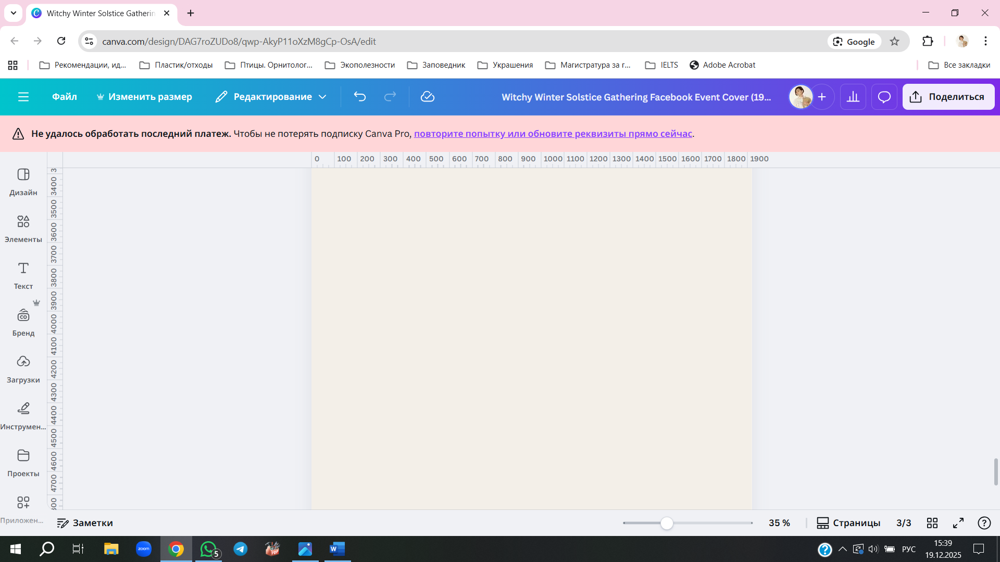 Witchy Winter Solstice Gatherin
canva.com/design/DAG7roZUDo8/qwp-AkyP11oXzM8gCp-OsA/edit
Google
Рекомендации, ид...
Пластик/отходы
Птицы. Орнитолог...
Экополезности
Заповедник
Украшения
Магистратура за г...
IELTS
Adobe Acrobat
Все закладки
Файл
Изменить размер
Редактирование
Witchy Winter Solstice Gathering Facebook Event Cover (19...
Поделиться
Не удалось обработать последний платеж. Чтобы не потерять подписку Canva Pro, повторите попытку или обновите реквизиты прямо сейчас.
0 100 200 300 400 500 600 700 800 900 1000 1100 1200 1300 1400 1500 1600 1700 1800 1900
3
3400
3500
3600
3700
3800
3900
4000
4100
4200
4300
4400
4500
4600
4700
00
Дизайн
Элементы
Текст
CO
Бренд
Загрузки
Инструмен...
Проекты
Приложен...
Заметки
35 %
Страницы
3/3
zoom
5
PDF
W
РУС
15:39
19.12.2025